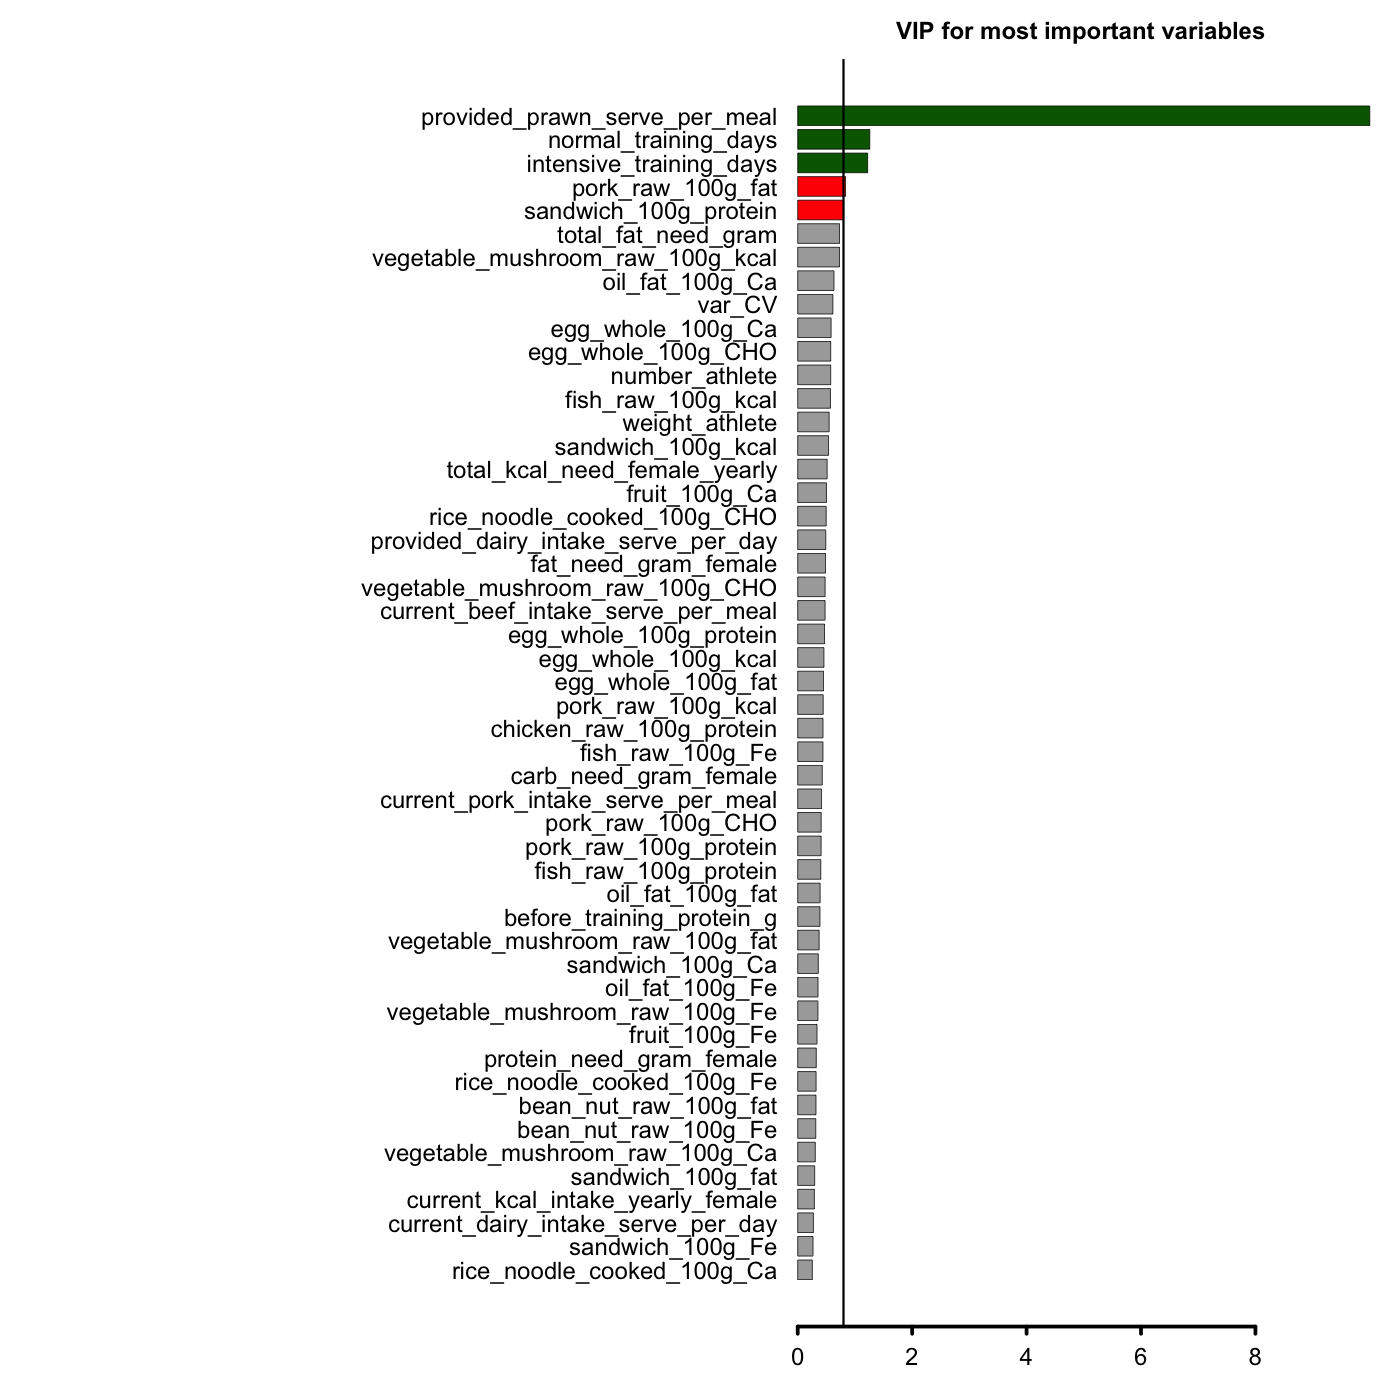 VIP for most important variables
provided_prawn_serve_per_meal
normal_training_days
intensive_training_days
pork_raw_100g_fat
sandwich_100g_protein
total_fat_need_gram
vegetable_mushroom_raw_100g_kcal
oil_fat_100g_Ca
var_CV
egg_whole_100g_Ca
egg_whole_100g_CHO
number_athlete
fish_raw_100g_kcal
weight_athlete
sandwich_100g_kcal
total_kcal_need_female_yearly
fruit_100g_Ca
rice_noodle_cooked_100g_CHO
provided_dairy_intake_serve_per_day
fat_need_gram_female
vegetable_mushroom_raw_100g_CHO
current_beef_intake_serve_per_meal
egg_whole_100g_protein
egg_whole_100g_kcal
egg_whole_100g_fat
pork_raw_100g_kcal
chicken_raw_100g_protein
fish_raw_100g_Fe
carb_need_gram_female
current_pork_intake_serve_per_meal
pork_raw_100g_CHO
pork_raw_100g_protein
fish_raw_100g_protein
oil_fat_100g_fat
before_training_protein_g
vegetable_mushroom_raw_100g_fat
sandwich_100g_Ca
oil_fat_100g_Fe
vegetable_mushroom_raw_100g_Fe
fruit_100g_Fe
protein_need_gram_female
rice_noodle_cooked_100g_Fe
bean_nut_raw_100g_fat
bean_nut_raw_100g_Fe
vegetable_mushroom_raw_100g_Ca
sandwich_100g_fat
current_kcal_intake_yearly_female
current_dairy_intake_serve_per_day
sandwich_100g_Fe
rice_noodle_cooked_100g_Ca
0 2 4 6 8